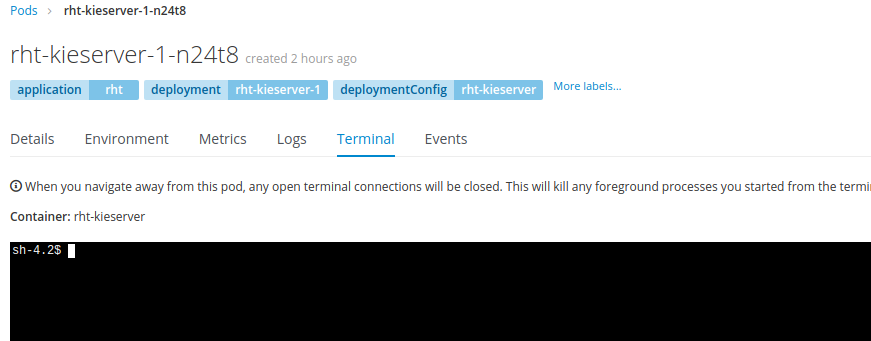 Pods > rht-kieserver-1-n24t8
rht-kieserver-1-n24t8 created 2 hours ago
application rht deployment rht-kieserver-1 deploymentConfig rht-kieserver More labels...
Details Environment Metrics Logs Terminal Events
When you navigate away from this pod, any open terminal connections will be closed. This will kill any foreground processes you started from the
Container: rht-kieserver
sh-4.2$